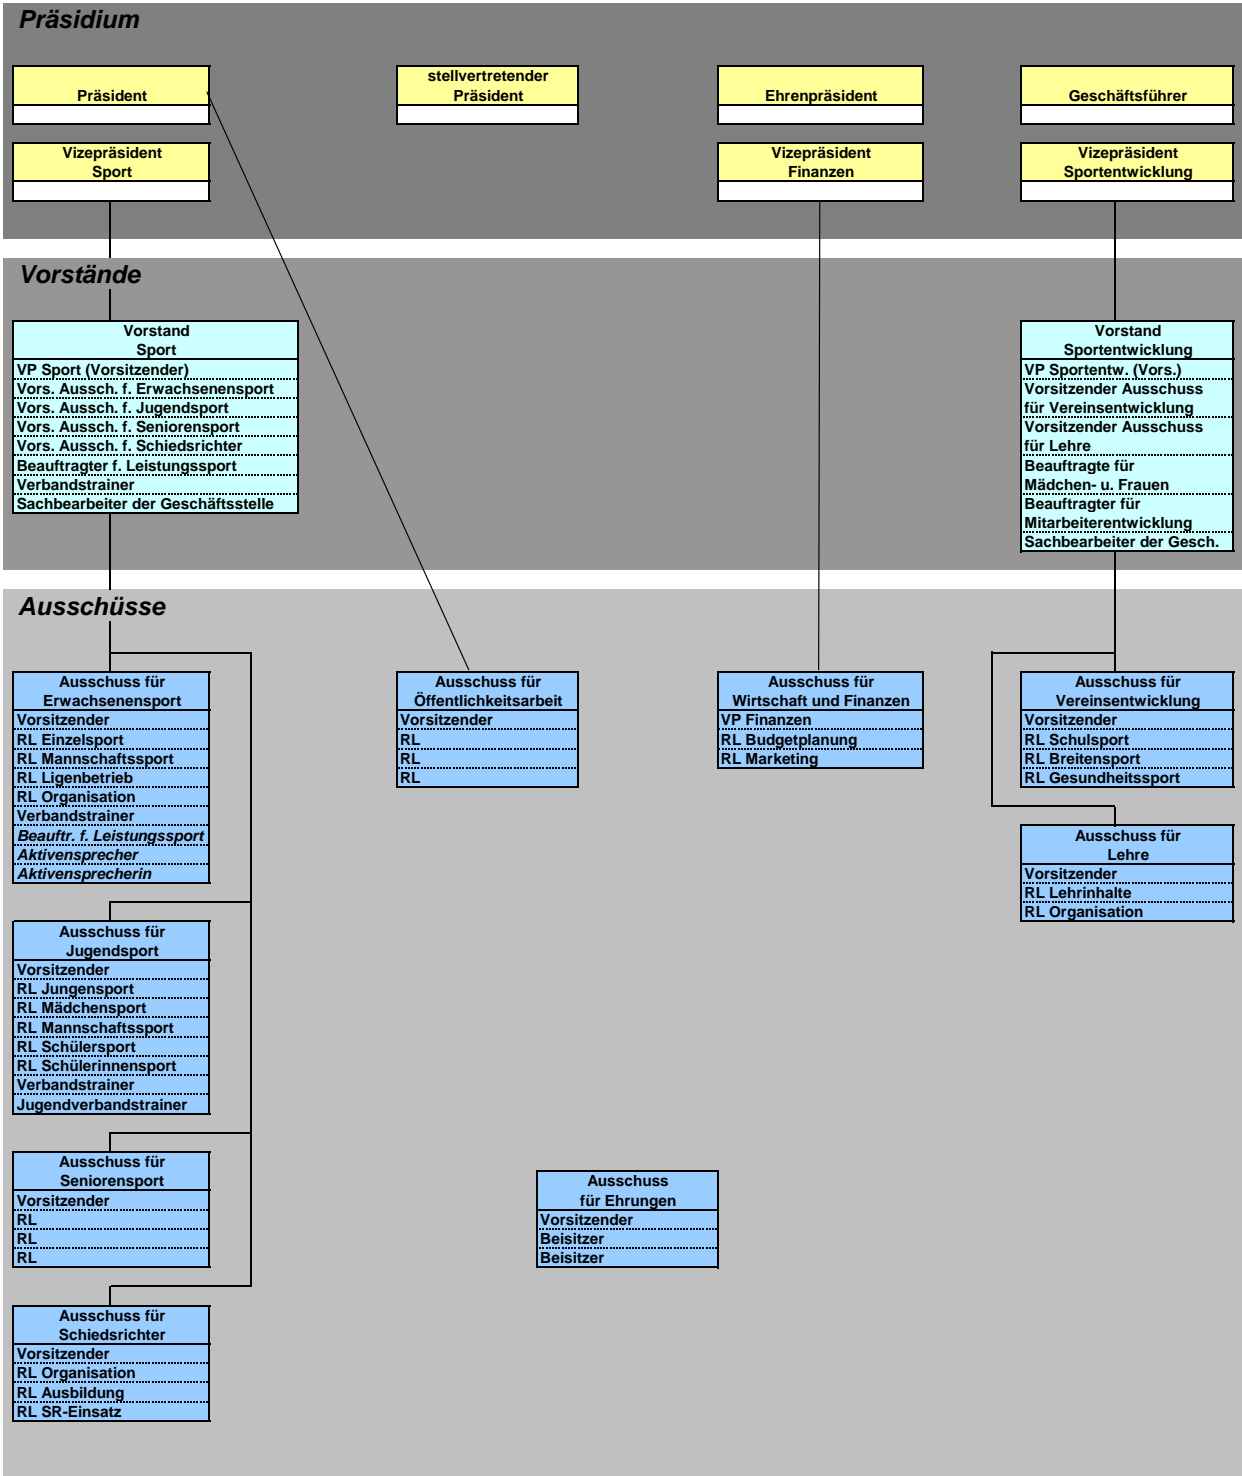 Präsidium
Präsident
stellvertretender
Präsident
Ehrenpräsident
Geschäftsführer
Vizepräsident
Sport
Vizepräsident
Finanzen
Vizepräsident
Sportentwicklung
Vorstände
Vorstand
Sport
VP Sport (Vorsitzender)
Vors. Aussch. f. Erwachsenensport
Vors. Aussch. f. Jugendsport
Vors. Aussch. f. Seniorensport
Vors. Aussch. f. Schiedsrichter
Beauftragter f. Leistungssport
Verbandstrainer
Sachbearbeiter der Geschäftsstelle
Vorstand
Sportentwicklung
VP Sportentw. (Vors.)
Vorsitzender Ausschuss
für Vereinsentwicklung
Vorsitzender Ausschuss
für Lehre
Beauftragte für
Mädchen- u. Frauen
Beauftragter für
Mitarbeiterentwicklung
Sachbearbeiter der Gesch.
Ausschüsse
Ausschuss für
Erwachsenensport
Vorsitzender
RL Einzelsport
RL Mannschaftssport
RL Ligenbetrieb
RL Organisation
Verbandstrainer
Beauftr. f. Leistungssport
Aktivensprecher
Aktivensprecherin
Ausschuss für
Öffentlichkeitsarbeit
Vorsitzender
RL
RL
RL
Ausschuss für
Wirtschaft und Finanzen
VP Finanzen
RL Budgetplanung
RL Marketing
Ausschuss für
Vereinsentwicklung
Vorsitzender
RL Schulsport
RL Breitensport
RL Gesundheitssport
Ausschuss für
Lehre
Vorsitzender
RL Lehrinhalte
RL Organisation
Ausschuss für
Jugendsport
Vorsitzender
RL Jungensport
RL Mädchensport
RL Mannschaftssport
RL Schülersport
RL Schülerinnensport
Verbandstrainer
Jugendverbandstrainer
Ausschuss für
Seniorensport
Vorsitzender
RL
RL
RL
Ausschuss
für Ehrungen
Vorsitzender
Beisitzer
Beisitzer
Ausschuss für
Schiedsrichter
Vorsitzender
RL Organisation
RL Ausbildung
RL SR-Einsatz